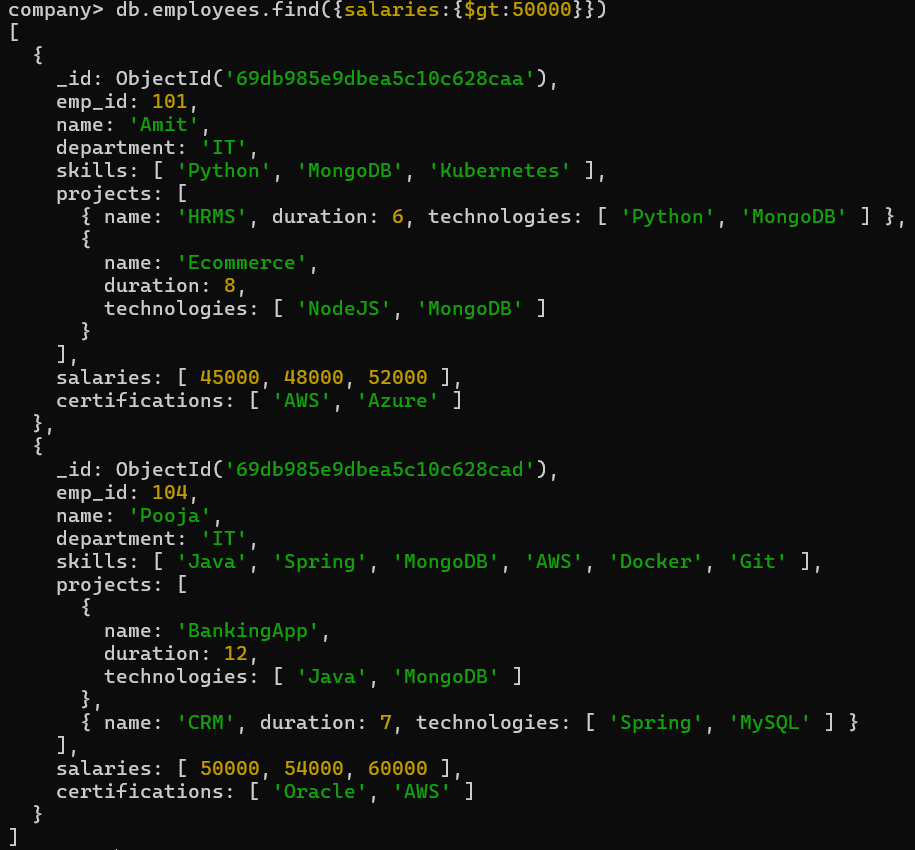 company> db.employees.find({salaries:{$gt:50000}})
[
  {
    _id: ObjectId('69db985e9dbea5c10c628caa'),
    emp_id: 101,
    name: 'Amit',
    department: 'IT',
    skills: [ 'Python', 'MongoDB', 'Kubernetes' ],
    projects: [
      { name: 'HRMS', duration: 6, technologies: [ 'Python', 'MongoDB' ] },
      {
        name: 'Ecommerce',
        duration: 8,
        technologies: [ 'NodeJS', 'MongoDB' ]
      }
    ],
    salaries: [ 45000, 48000, 52000 ],
    certifications: [ 'AWS', 'Azure' ]
  },
  {
    _id: ObjectId('69db985e9dbea5c10c628cad'),
    emp_id: 104,
    name: 'Pooja',
    department: 'IT',
    skills: [ 'Java', 'Spring', 'MongoDB', 'AWS', 'Docker', 'Git' ],
    projects: [
      {
        name: 'BankingApp',
        duration: 12,
        technologies: [ 'Java', 'MongoDB' ]
      },
      { name: 'CRM', duration: 7, technologies: [ 'Spring', 'MySQL' ] }
    ],
    salaries: [ 50000, 54000, 60000 ],
    certifications: [ 'Oracle', 'AWS' ]
  }
]